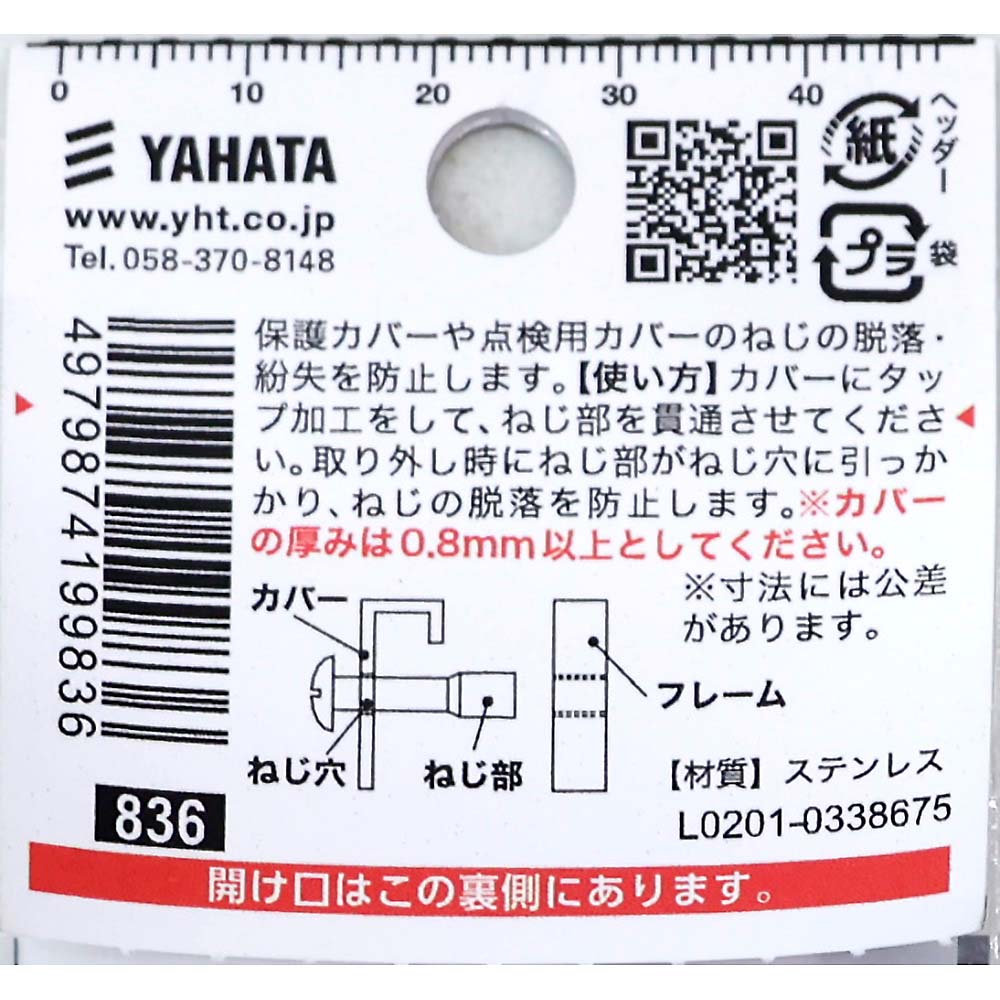 0 10 20 30 40
YAHATA
www.yht.co.jp
Tel. 058-370-8148
紙
ヘッダー
プラ
袋
4979874199836
保護カバーや点検用カバーのねじの脱落・
紛失を防止します。【使い方】カバーにタッ
プ加工をして、ねじ部を貫通させてくださ
い。取り外し時にねじ部がねじ穴に引っか
かり、ねじの脱落を防止します。※カバー
の厚みは0.8mm以上としてください。
※寸法には公差
があります。
カバー
フレーム
ねじ穴
ねじ部
【材質】ステンレス
L0201-0338675
836
開け口はこの裏側にあります。